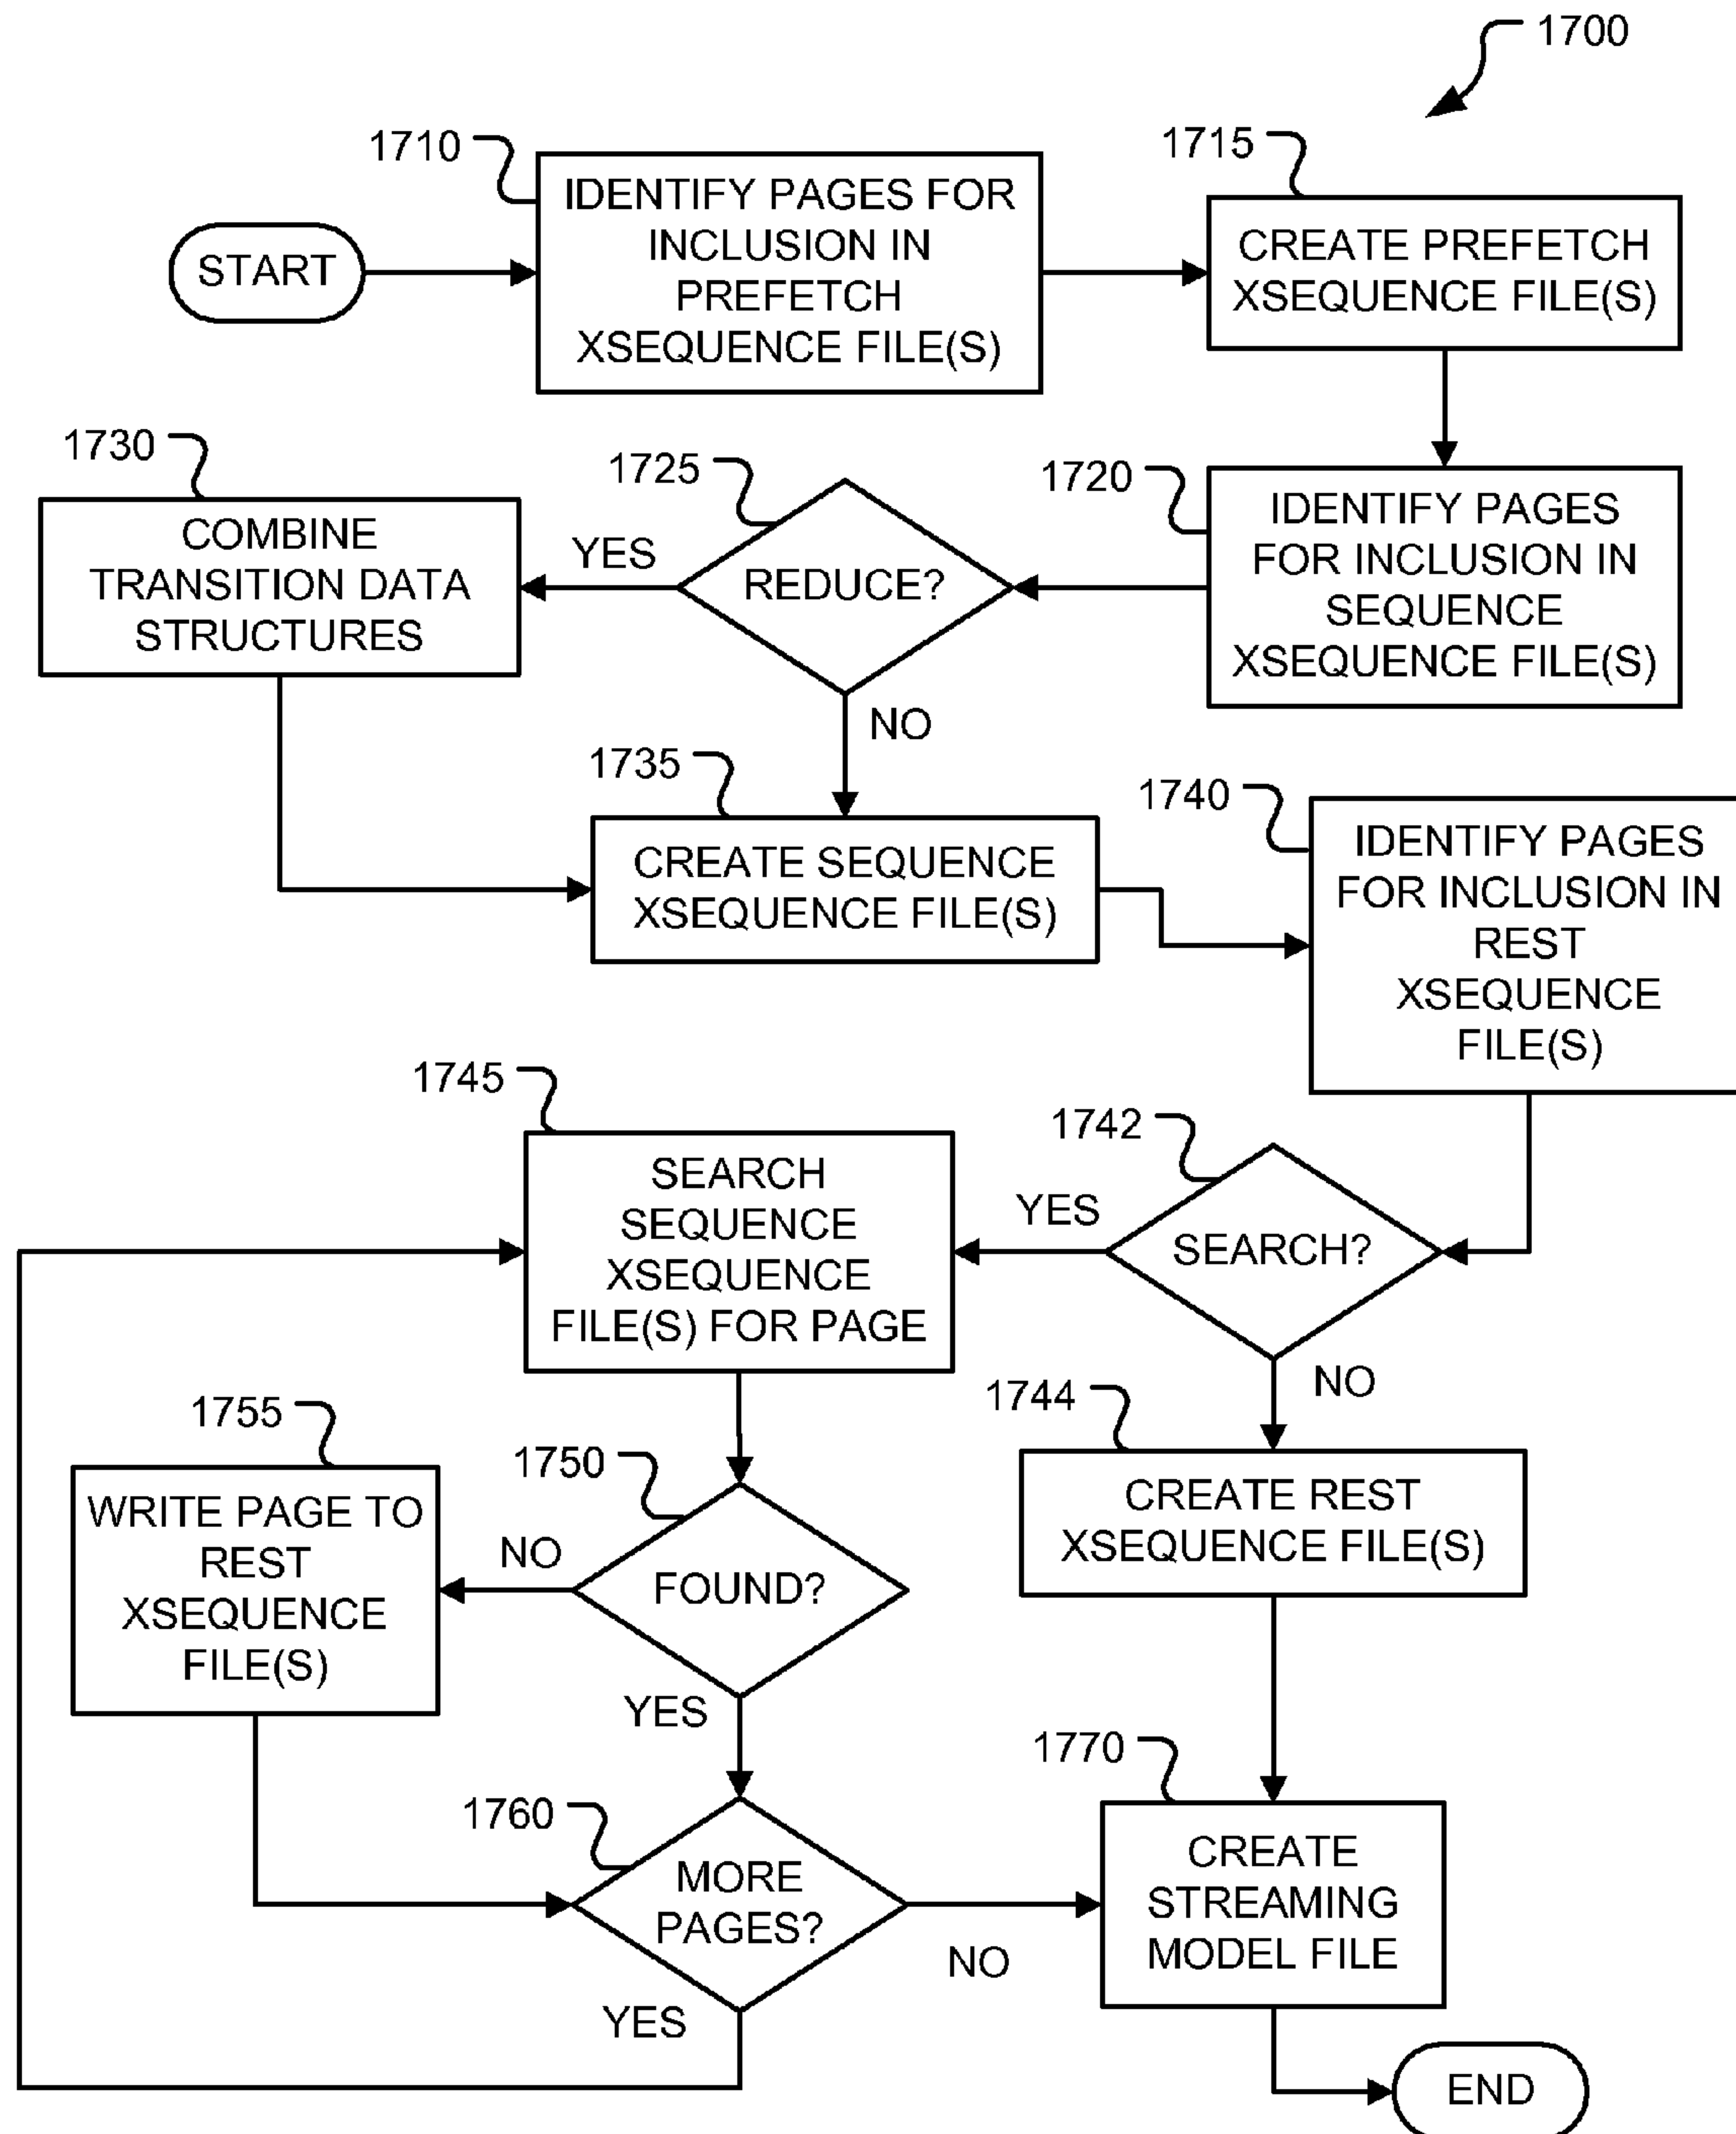 1700
1710
IDENTIFY PAGES FOR
INCLUSION IN
PREFETCH
XSEQUENCE FILE(S)
1715
CREATE PREFETCH
XSEQUENCE FILE(S)
START
1730
COMBINE
TRANSITION DATA
STRUCTURES
YES
1725
REDUCE?
NO
1720
IDENTIFY PAGES
FOR INCLUSION IN
SEQUENCE
XSEQUENCE FILE(S)
1735
CREATE SEQUENCE
XSEQUENCE FILE(S)
1740
IDENTIFY PAGES
FOR INCLUSION IN
REST
XSEQUENCE
FILE(S)
1745
SEARCH
SEQUENCE
XSEQUENCE
FILE(S) FOR PAGE
YES
1742
SEARCH?
NO
1744
CREATE REST
XSEQUENCE FILE(S)
1755
WRITE PAGE TO
REST
XSEQUENCE
FILE(S)
NO
1750
FOUND?
YES
1760
MORE
PAGES?
NO
YES
1770
CREATE
STREAMING
MODEL FILE
END